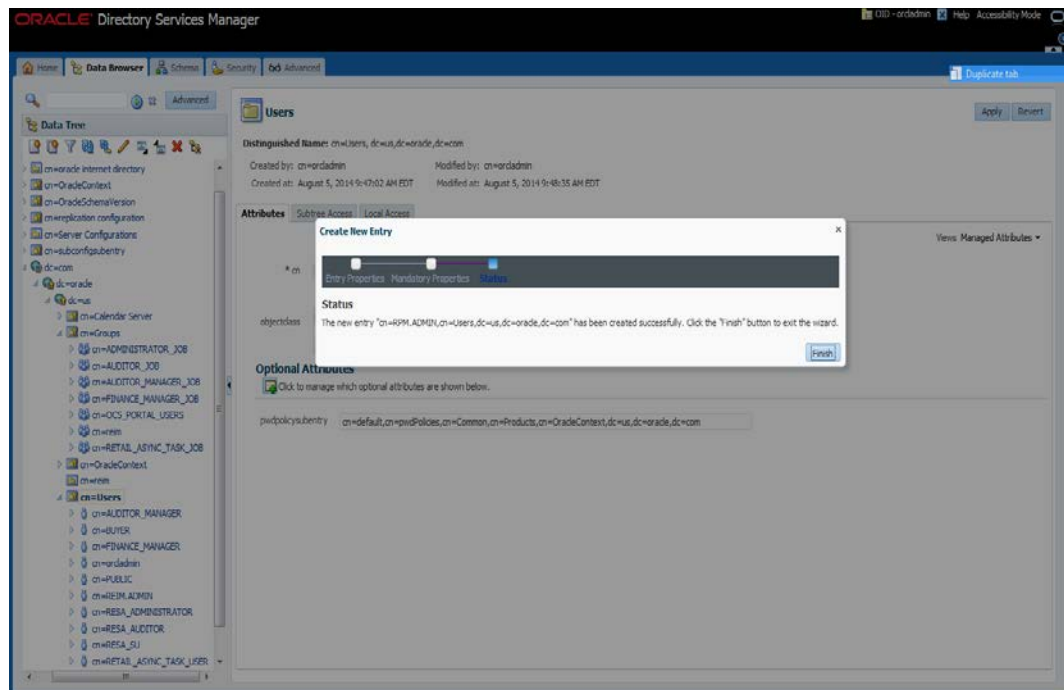 ORACLE Directory Services Manager
OID - orcladmin Help Accessibility Mode
Home Data Browser Schema Security Advanced
Duplicate tab
Advanced
Data Tree
cn=oracle internet directory
cn=OracleContext
cn=OracleSchemaVersion
cn=replication configuration
cn=Server Configurations
cn=subconfigsubentry
dc=com
dc=oracle
dc=us
cn=Calendar Server
cn=Groups
cn=ADMINISTRATOR_JOB
cn=AUDITOR_JOB
cn=AUDITOR_MANAGER_JOB
cn=FINANCE_MANAGER_JOB
cn=OCS_PORTAL_USERS
cn=reim
cn=RETAIL_ASYNC_TASK_JOB
cn=OracleContext
cn=reim
cn=Users
cn=AUDITOR_MANAGER
cn=BUYER
cn=FINANCE_MANAGER
cn=orcladmin
cn=PUBLIC
cn=REIM.ADMIN
cn=RESA_ADMINISTRATOR
cn=RESA_AUDITOR
cn=RESA_SU
cn=RETAIL_ASYNC_TASK_USER
Users
Apply Revert
Distinguished Name: cn=Users, dc=us,dc=oracle,dc=com
Created by: cn=orcladmin Modified by: cn=orcladmin
Created at: August 5, 2014 9:47:02 AM EDT Modified at: August 5, 2014 9:48:35 AM EDT
Attributes Subtree Access Local Access
Views Managed Attributes
* cn
objectclass
Create New Entry
Entry Properties Mandatory Properties Status
Status
The new entry "cn=RPM.ADMIN,cn=Users,dc=us,dc=oracle,dc=com" has been created successfully. Click the "Finish" button to exit the wizard.
Finish
Optional Attributes
Click to manage which optional attributes are shown below.
pwdpolicysubentry cn=default,cn=pwdPolicies,cn=Common,cn=Products,cn=OracleContext,dc=us,dc=oracle,dc=com